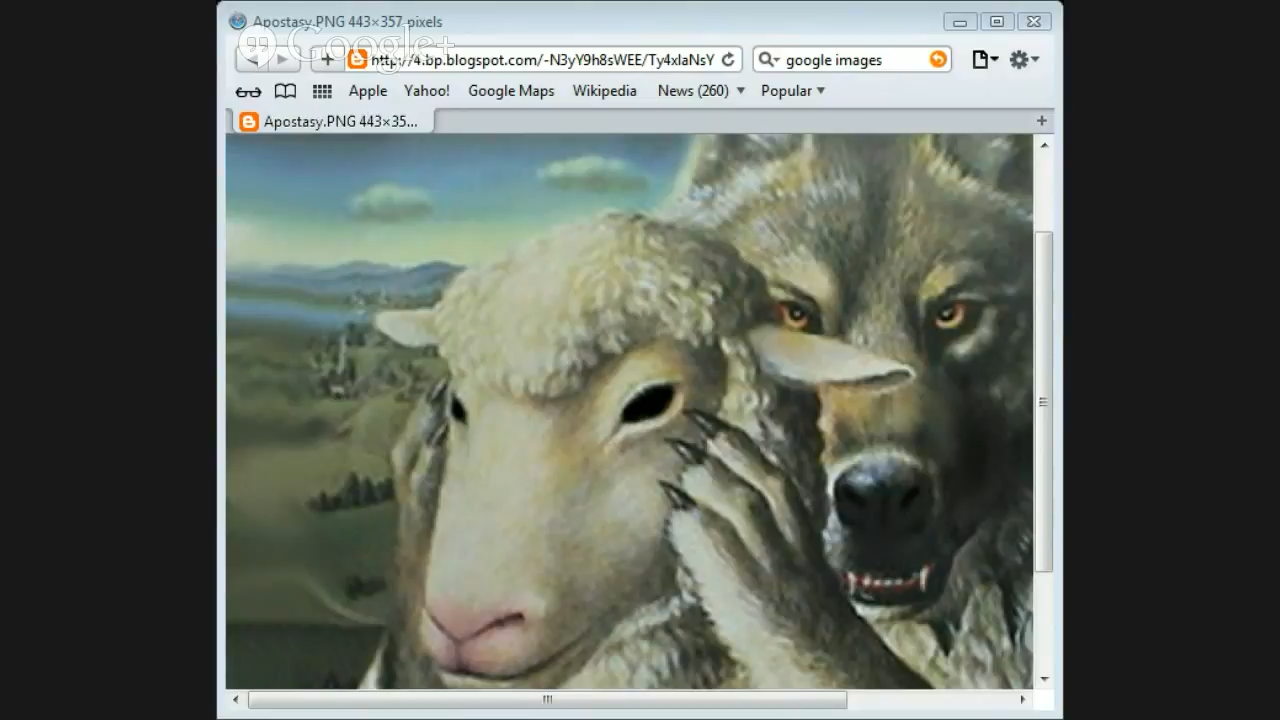 Apostasy.PNG 443×357 pixels
Google+
http://4.bp.blogspot.com/-N3yY9h8sWEE/Ty4xlaNsY
google images
Apple Yahoo! Google Maps Wikipedia News (260) Popular
Apostasy.PNG 443×35...